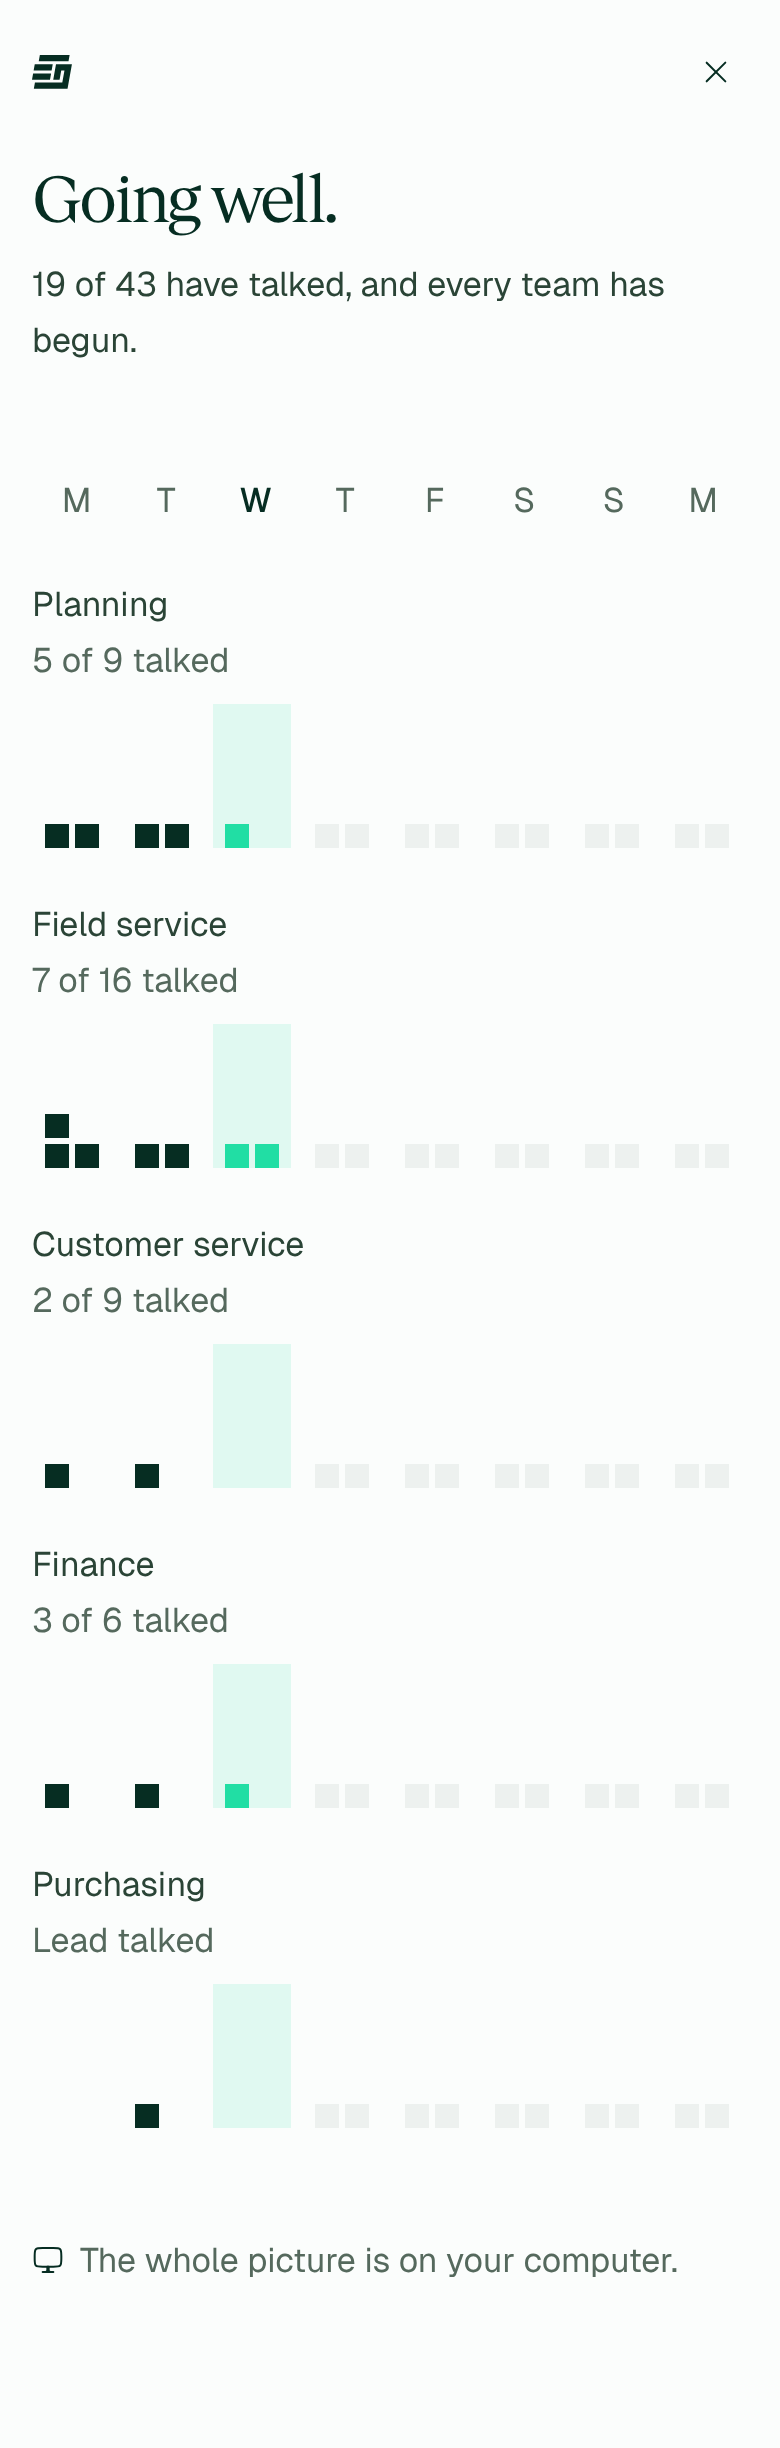 Going well.
19 of 43 have talked, and every team has
begun.
M T W T F S S M
Planning
5 of 9 talked
Field service
7 of 16 talked
Customer service
2 of 9 talked
Finance
3 of 6 talked
Purchasing
Lead talked
The whole picture is on your computer.